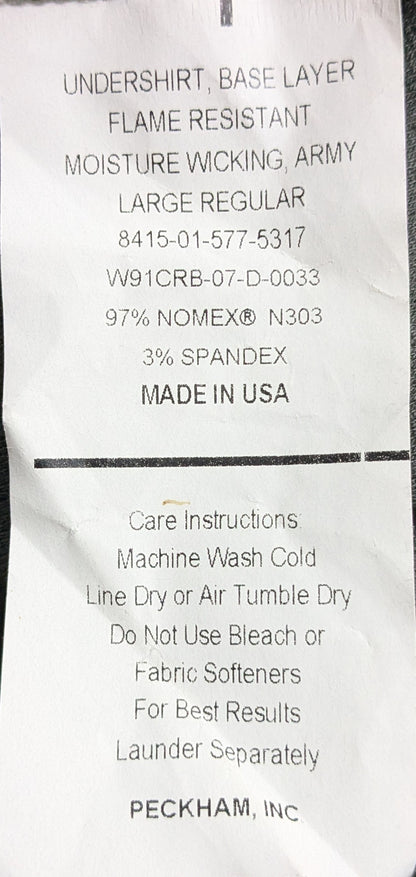 UNDERSHIRT, BASE LAYER
FLAME RESISTANT
MOISTURE WICKING, ARMY
LARGE REGULAR
8415-01-577-5317
W91CRB-07-D-0033
97% NOMEX® N303
3% SPANDEX
MADE IN USA
Care Instructions
Machine Wash Cold
Line Dry or Air Tumble Dry
Do Not Use Bleach or
Fabric Softeners
For Best Results
Launder Separately
PECKHAM, INC